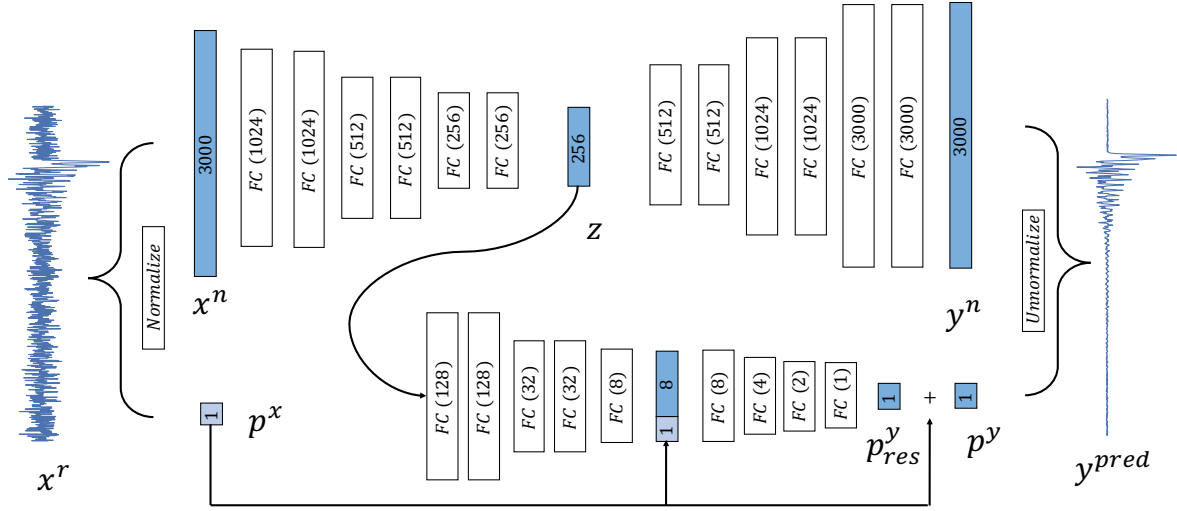 3000
FC (1024)
FC (1024)
FC (512)
FC (512)
FC (256)
FC (256)
256
FC (512)
FC (512)
FC (1024)
FC (1024)
FC (3000)
FC (3000)
3000
Normalize
Unmormalize
x^n
z
y^n
1
p^x
FC (128)
FC (128)
FC (32)
FC (32)
FC (8)
8
1
FC (8)
FC (4)
FC (2)
FC (1)
1
+
1
p^y_res
p^y
x^r
y^pred